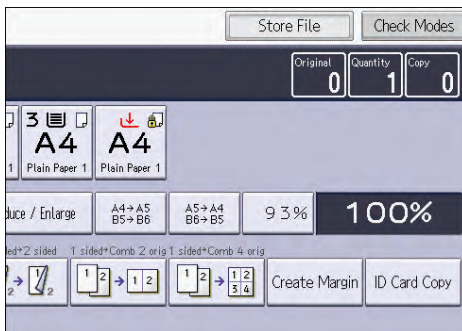 Store File
Check Modes
Original Quantity Copy
0 1 0
3
A4 A4
1 Plain Paper 1 Plain Paper 1
duce / Enlarge
A4→A5
B5→B6
A5→A4
B6→B5
93%
100%
ded→2 sided 1 sided→Comb 2 orig 1 sided→Comb 4 orig
2 → 1 2 1 2 → 1 2 1 2 → 1 2 3 4
Create Margin
ID Card Copy